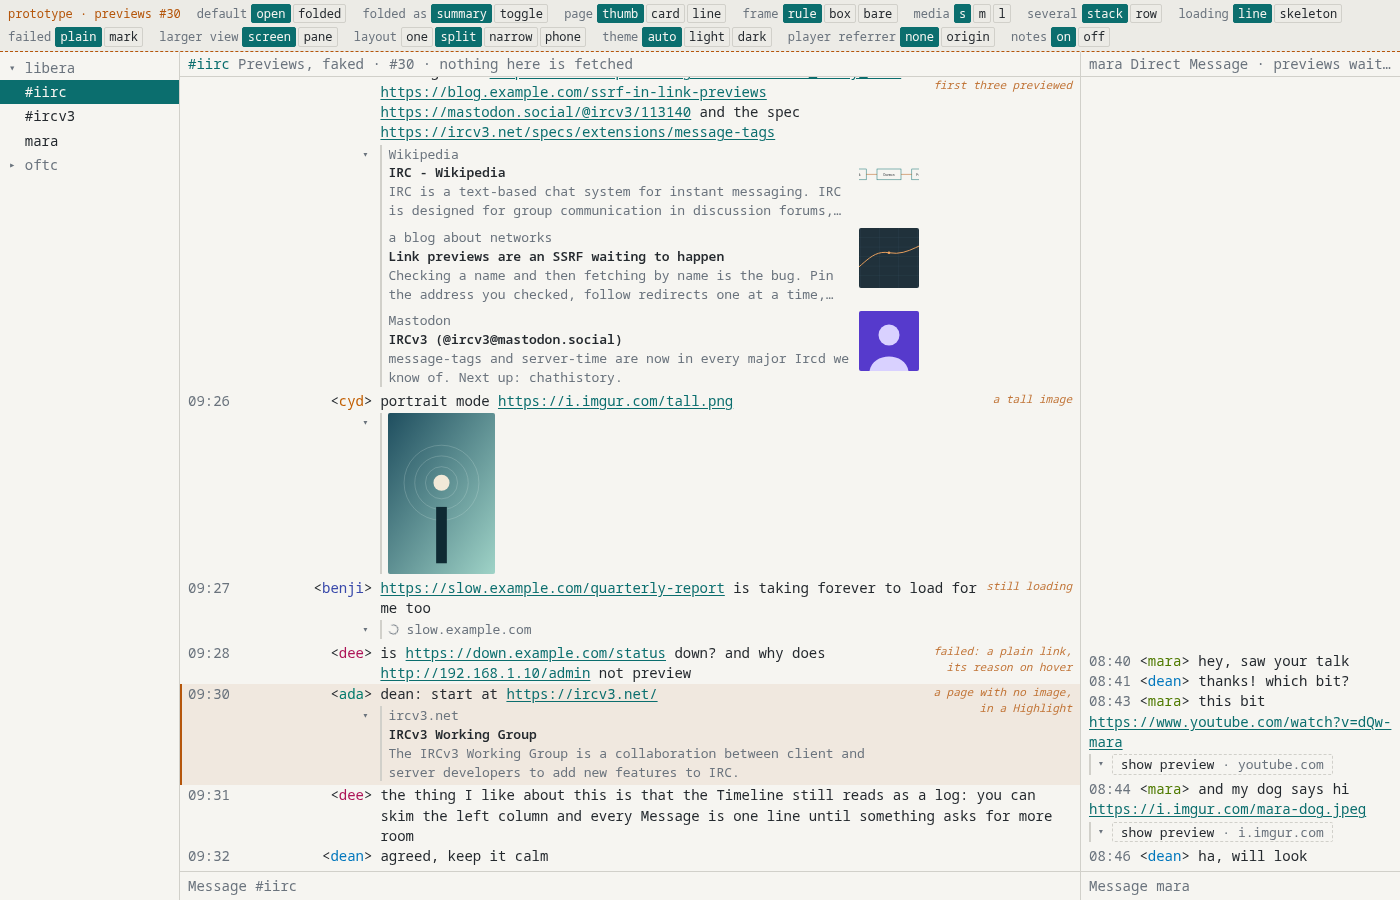 prototype · previews #30 default open folded folded as summary toggle page thumb card line frame rule box bare media s m l several stack row loading line skeleton
failed plain mark larger view screen pane layout one split narrow phone theme auto light dark player referrer none origin notes on off
▾ libera
#iirc
#ircv3
mara
▸ oftc
#iirc Previews, faked · #30 · nothing here is fetched
https://blog.example.com/ssrf-in-link-previews
first three previewed
https://mastodon.social/@ircv3/113140 and the spec
https://ircv3.net/specs/extensions/message-tags
Wikipedia
IRC - Wikipedia
IRC is a text-based chat system for instant messaging. IRC
is designed for group communication in discussion forums,…
a blog about networks
Link previews are an SSRF waiting to happen
Checking a name and then fetching by name is the bug. Pin
the address you checked, follow redirects one at a time,…
Mastodon
IRCv3 (@ircv3@mastodon.social)
message-tags and server-time are now in every major Ircd we
know of. Next up: chathistory.
09:26 <cyd> portrait mode https://i.imgur.com/tall.png
a tall image
09:27 <benji> https://slow.example.com/quarterly-report is taking forever to load for
me too
still loading
slow.example.com
09:28 <dee> is https://down.example.com/status down? and why does
http://192.168.1.10/admin not preview
failed: a plain link,
its reason on hover
09:30 <ada> dean: start at https://ircv3.net/
a page with no image,
in a Highlight
ircv3.net
IRCv3 Working Group
The IRCv3 Working Group is a collaboration between client and
server developers to add new features to IRC.
09:31 <dee> the thing I like about this is that the Timeline still reads as a log: you can
skim the left column and every Message is one line until something asks for more
room
09:32 <dean> agreed, keep it calm
Message #iirc
mara Direct Message · previews wait…
08:40 <mara> hey, saw your talk
08:41 <dean> thanks! which bit?
08:43 <mara> this bit
https://www.youtube.com/watch?v=dQw-
mara
show preview · youtube.com
08:44 <mara> and my dog says hi
https://i.imgur.com/mara-dog.jpeg
show preview · i.imgur.com
08:46 <dean> ha, will look
Message mara